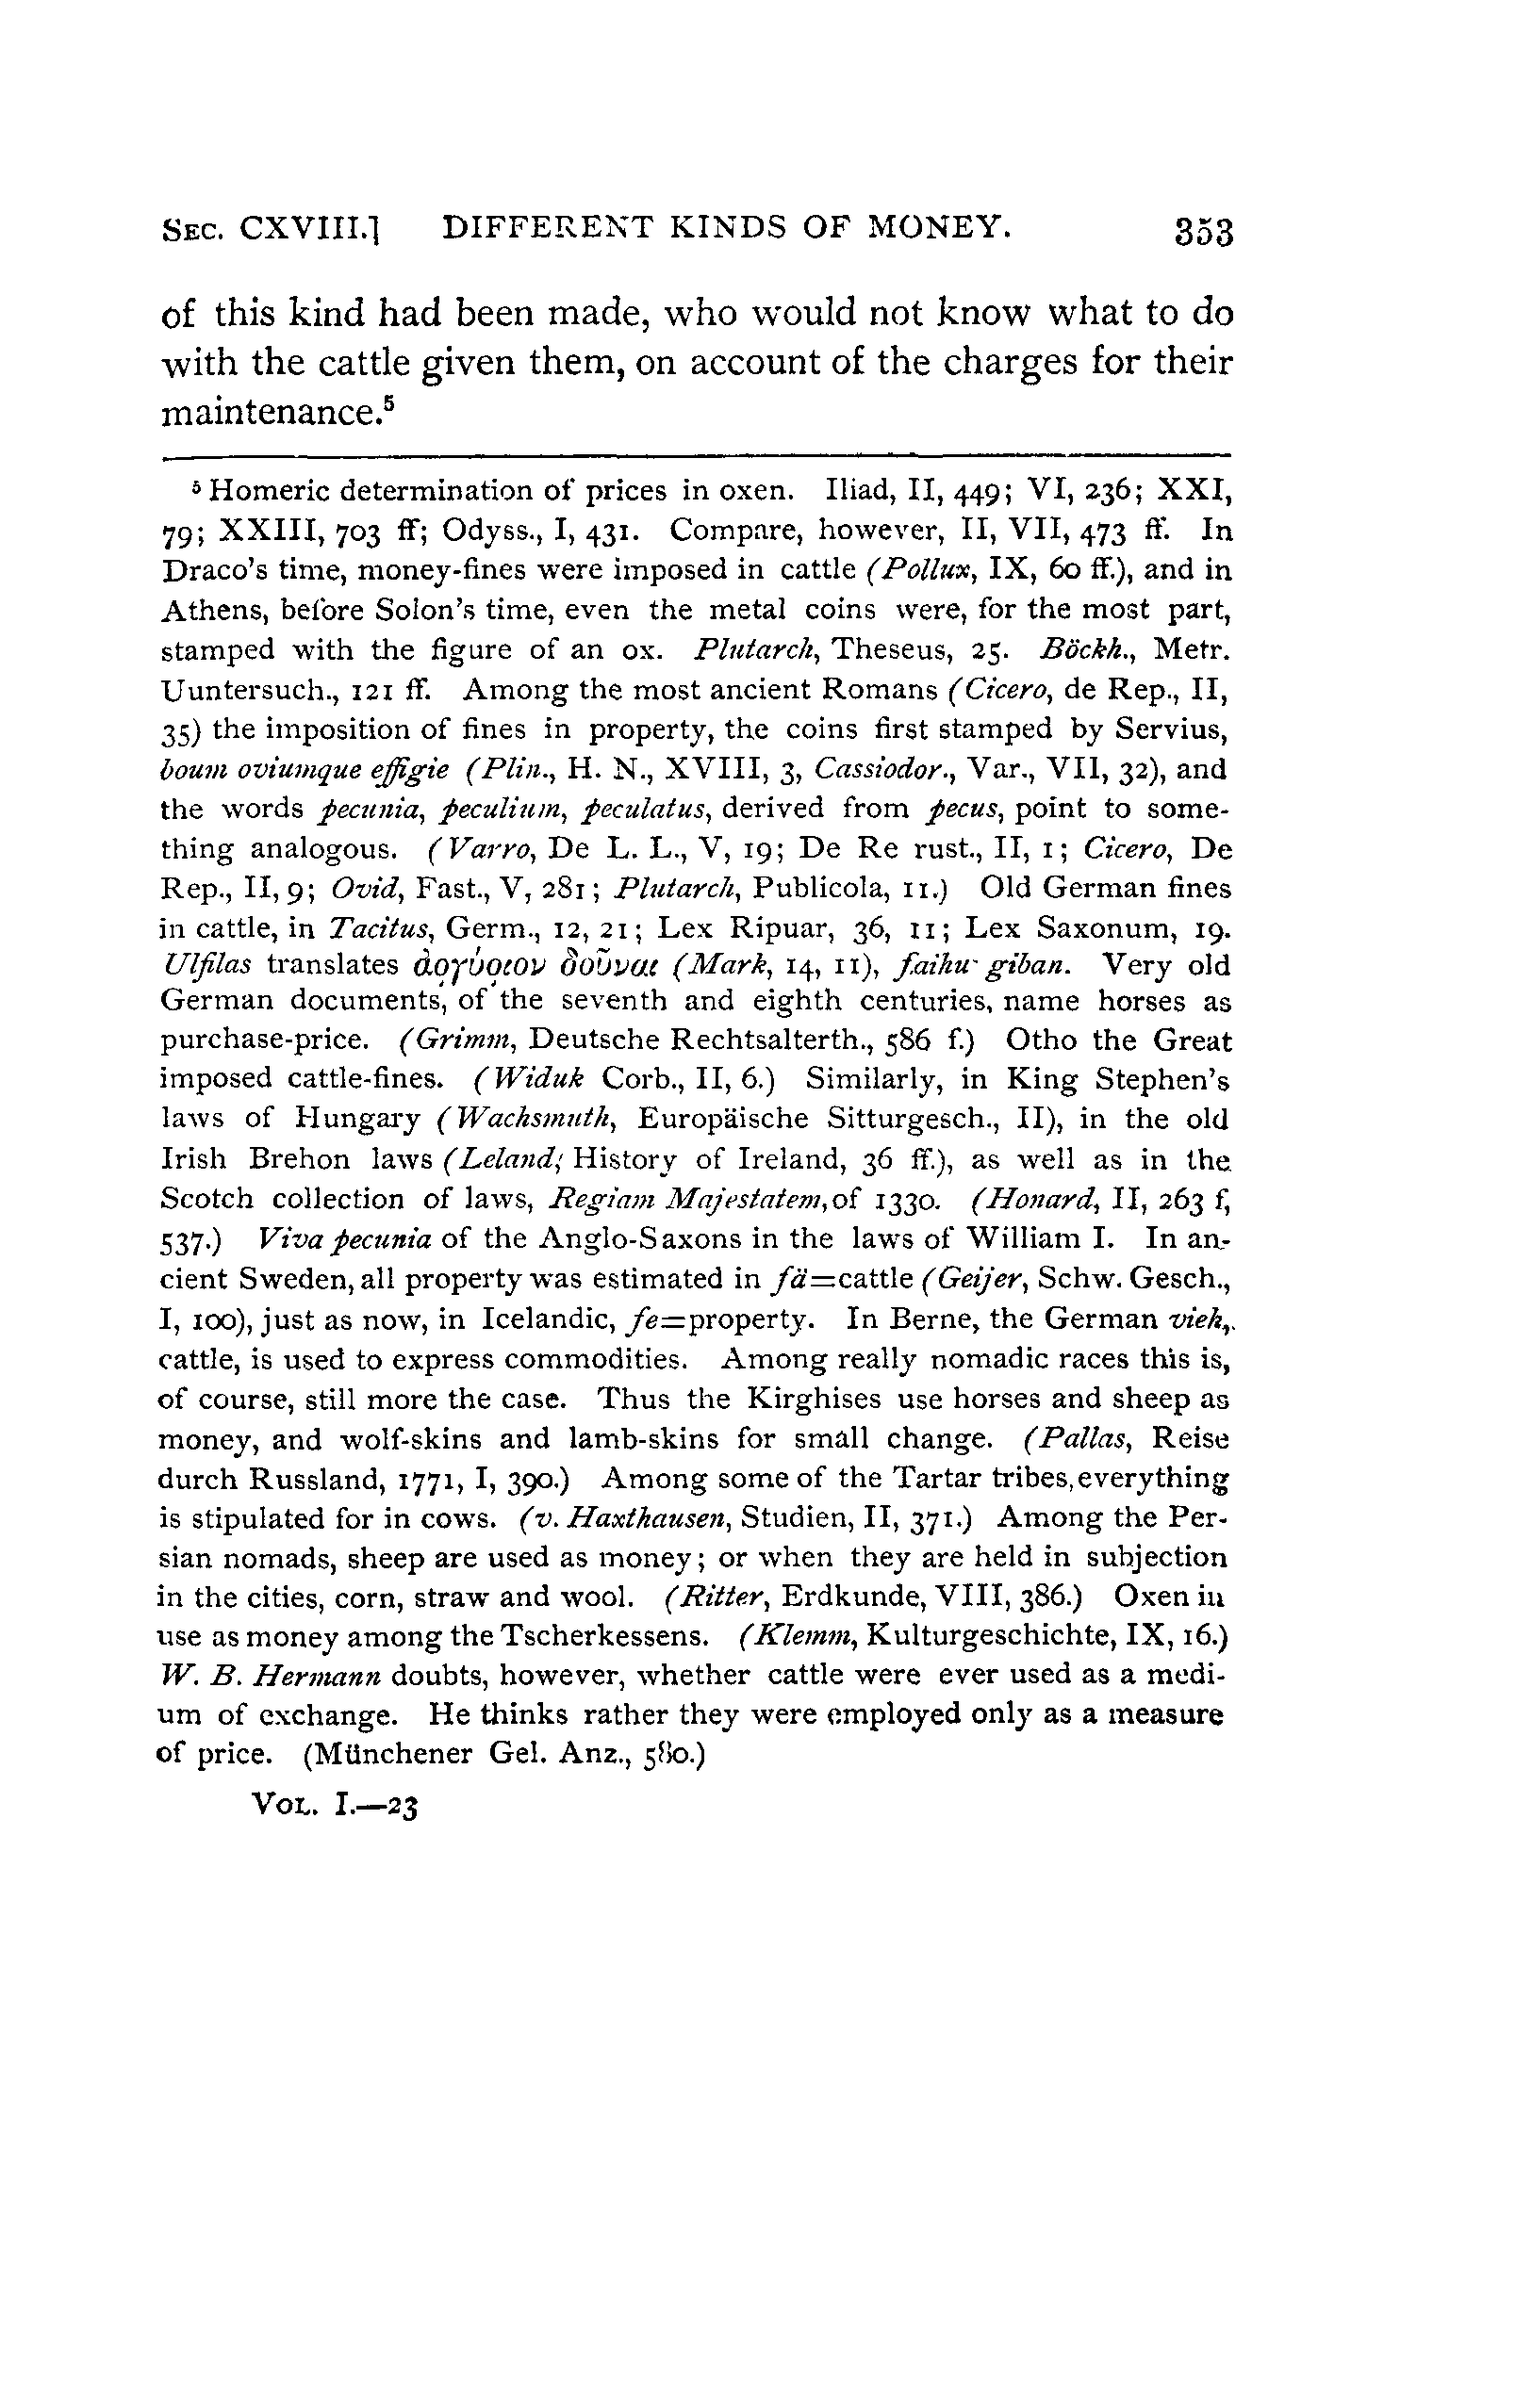 SEC. CXVIII.] DIFFERENT KINDS OF MONEY. 353
of this kind had been made, who would not know what to do
with the cattle given them, on account of the charges for their
maintenance.⁵
⁵ Homeric determination of prices in oxen. Iliad, II, 449; VI, 236; XXI,
79; XXIII, 703 ff; Odyss., I, 431. Compare, however, II, VII, 473 ff. In
Draco's time, money-fines were imposed in cattle (Pollux, IX, 60 ff.), and in
Athens, before Solon's time, even the metal coins were, for the most part,
stamped with the figure of an ox. Plutarch, Theseus, 25. Böckh., Metr.
Uuntersuch., 121 ff. Among the most ancient Romans (Cicero, de Rep., II,
35) the imposition of fines in property, the coins first stamped by Servius,
boum oviumque effigie (Plin., H. N., XVIII, 3, Cassiodor., Var., VII, 32), and
the words pecunia, peculium, peculatus, derived from pecus, point to some-
thing analogous. (Varro, De L. L., V, 19; De Re rust., II, 1; Cicero, De
Rep., II, 9; Ovid, Fast., V, 281; Plutarch, Publicola, 11.) Old German fines
in cattle, in Tacitus, Germ., 12, 21; Lex Ripuar, 36, 11; Lex Saxonum, 19.
Ulfilas translates ἀργύριον δοῦναι (Mark, 14, 11), faihu giban. Very old
German documents, of the seventh and eighth centuries, name horses as
purchase-price. (Grimm, Deutsche Rechtsalterth., 586 f.) Otho the Great
imposed cattle-fines. (Widuk Corb., II, 6.) Similarly, in King Stephen's
laws of Hungary (Wachsmuth, Europäische Sitturgesch., II), in the old
Irish Brehon laws (Leland; History of Ireland, 36 ff.), as well as in the
Scotch collection of laws, Regiam Majestatem, of 1330. (Honard, II, 263 f,
537.) Viva pecunia of the Anglo-Saxons in the laws of William I. In an-
cient Sweden, all property was estimated in fä=cattle (Geijer, Schw. Gesch.,
I, 100), just as now, in Icelandic, fe=property. In Berne, the German vieh,
cattle, is used to express commodities. Among really nomadic races this is,
of course, still more the case. Thus the Kirghises use horses and sheep as
money, and wolf-skins and lamb-skins for small change. (Pallas, Reise
durch Russland, 1771, I, 390.) Among some of the Tartar tribes, everything
is stipulated for in cows. (v. Haxthausen, Studien, II, 371.) Among the Per-
sian nomads, sheep are used as money; or when they are held in subjection
in the cities, corn, straw and wool. (Ritter, Erdkunde, VIII, 386.) Oxen in
use as money among the Tscherkessens. (Klemm, Kulturgeschichte, IX, 16.)
W. B. Hermann doubts, however, whether cattle were ever used as a medi-
um of exchange. He thinks rather they were employed only as a measure
of price. (Münchener Gel. Anz., 580.)
VOL. I.—23